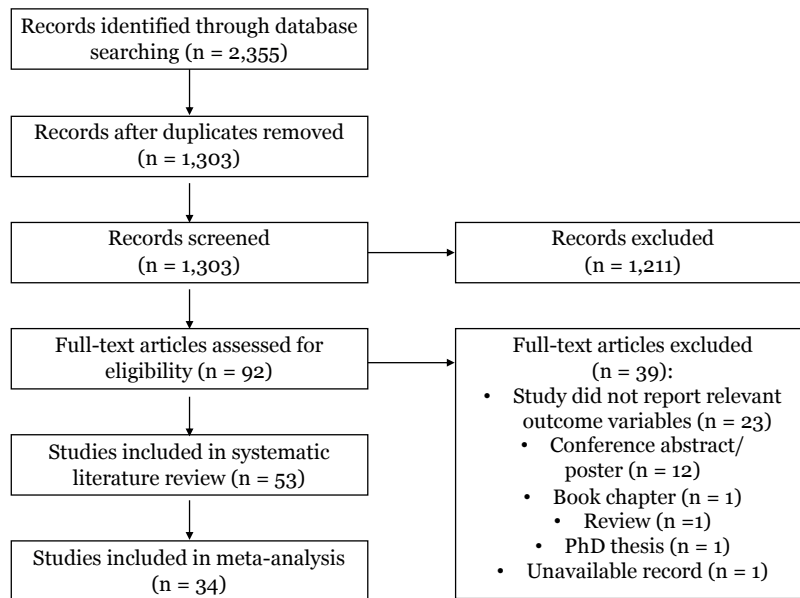 Records identified through database
searching (n = 2,355)
Records after duplicates removed
(n = 1,303)
Records screened
(n = 1,303)
Records excluded
(n = 1,211)
Full-text articles assessed for
eligibility (n = 92)
Full-text articles excluded
(n = 39):
• Study did not report relevant
outcome variables (n = 23)
• Conference abstract/
poster (n = 12)
• Book chapter (n = 1)
• Review (n =1)
• PhD thesis (n = 1)
• Unavailable record (n = 1)
Studies included in systematic
literature review (n = 53)
Studies included in meta-analysis
(n = 34)